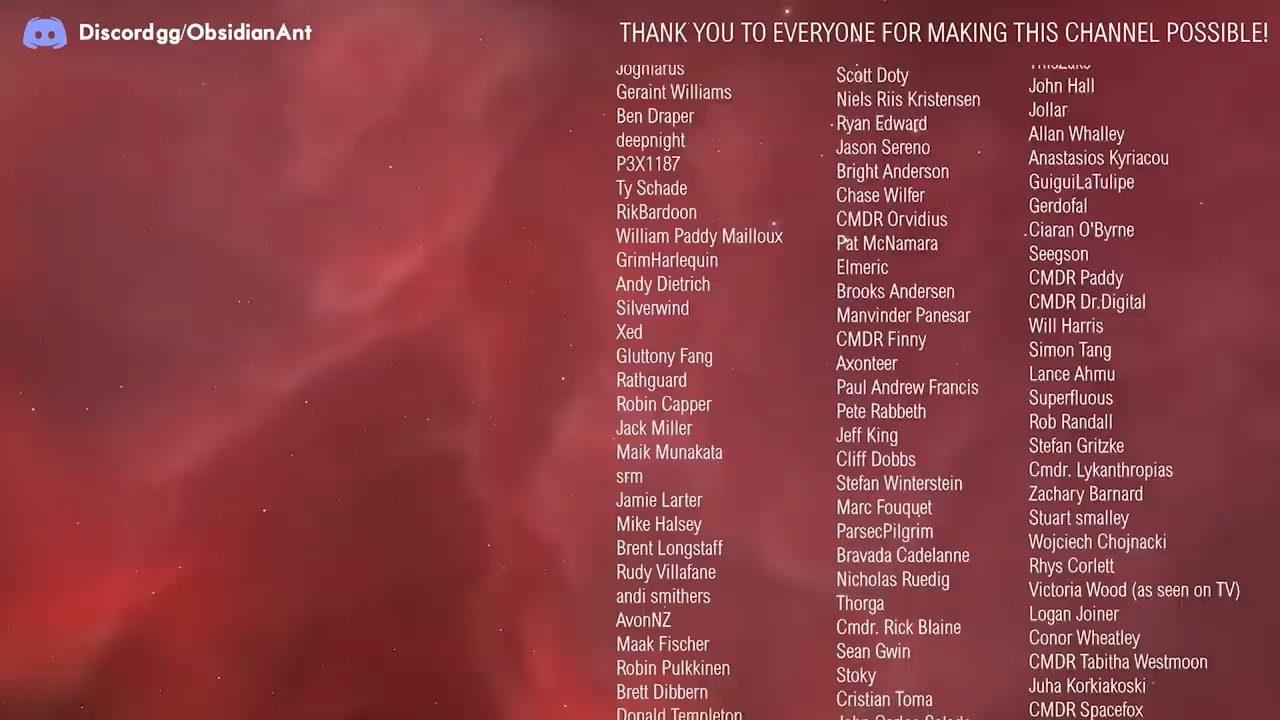 Discordgg/ObsidianAnt
THANK YOU TO EVERYONE FOR MAKING THIS CHANNEL POSSIBLE!
Joghlarus
Geraint Williams
Ben Draper
deepnight
P3X1187
Ty Schade
RikBardoon
William Paddy Mailloux
GrimHarlequin
Andy Dietrich
Silverwind
Xed
Gluttony Fang
Rathguard
Robin Capper
Jack Miller
Maik Munakata
srm
Jamie Larter
Mike Halsey
Brent Longstaff
Rudy Villafane
andi smithers
AvonNZ
Maak Fischer
Robin Pulkkinen
Brett Dibbern
Donald Templeton
Scott Doty
Niels Riis Kristensen
Ryan Edward
Jason Sereno
Bright Anderson
Chase Wilfer
CMDR Orvidius
Pat McNamara
Elmeric
Brooks Andersen
Manvinder Panesar
CMDR Finny
Axonteer
Paul Andrew Francis
Pete Rabbeth
Jeff King
Cliff Dobbs
Stefan Winterstein
Marc Fouquet
ParsecPilgrim
Bravada Cadelanne
Nicholas Ruedig
Thorga
Cmdr. Rick Blaine
Sean Gwin
Stoky
Cristian Toma
John Hall
Jollar
Allan Whalley
Anastasios Kyriacou
GuiguiLaTulipe
Gerdofal
Ciaran O'Byrne
Seegson
CMDR Paddy
CMDR Dr.Digital
Will Harris
Simon Tang
Lance Ahmu
Superfluous
Rob Randall
Stefan Gritzke
Cmdr. Lykanthropias
Zachary Barnard
Stuart smalley
Wojciech Chojnacki
Rhys Corlett
Victoria Wood (as seen on TV)
Logan Joiner
Conor Wheatley
CMDR Tabitha Westmoon
Juha Korkiakoski
CMDR Spacefox